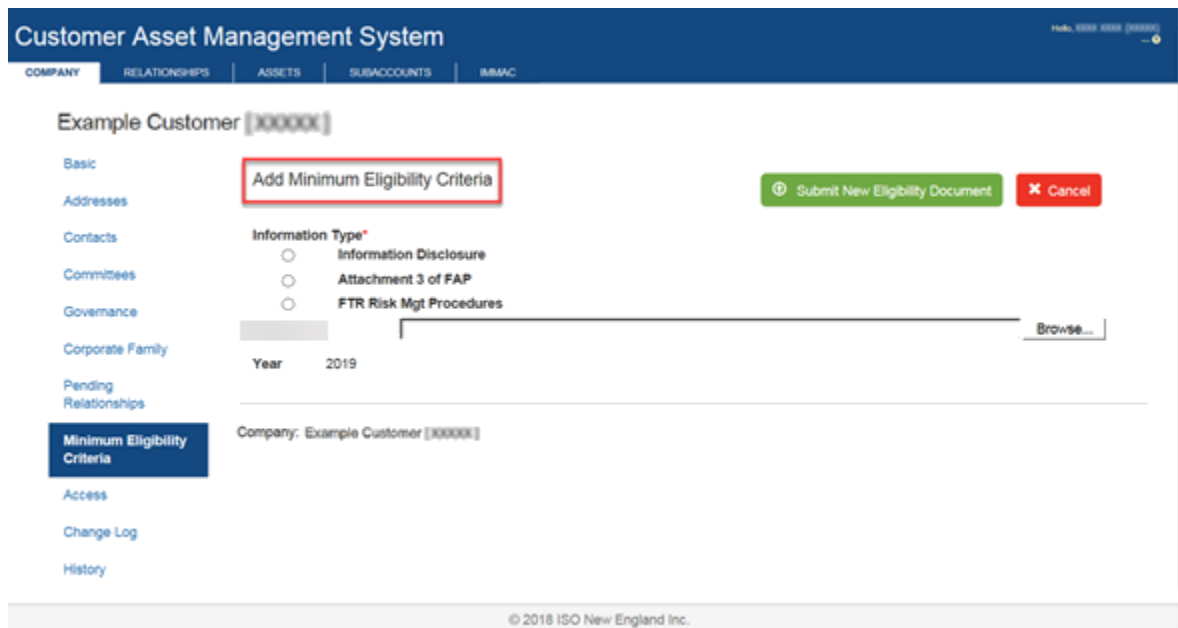 Customer Asset Management System
Hello,
COMPANY RELATIONSHIPS ASSETS SUBACCOUNTS IMMAC
Example Customer
Basic
Add Minimum Eligibility Criteria
Submit New Eligibility Document
Cancel
Addresses
Information Type*
Contacts
Information Disclosure
Committees
Attachment 3 of FAP
FTR Risk Mgt Procedures
Governance
Browse...
Corporate Family
Year 2019
Pending
Relationships
Minimum Eligibility
Criteria
Company: Example Customer
Access
Change Log
History
© 2018 ISO New England Inc.